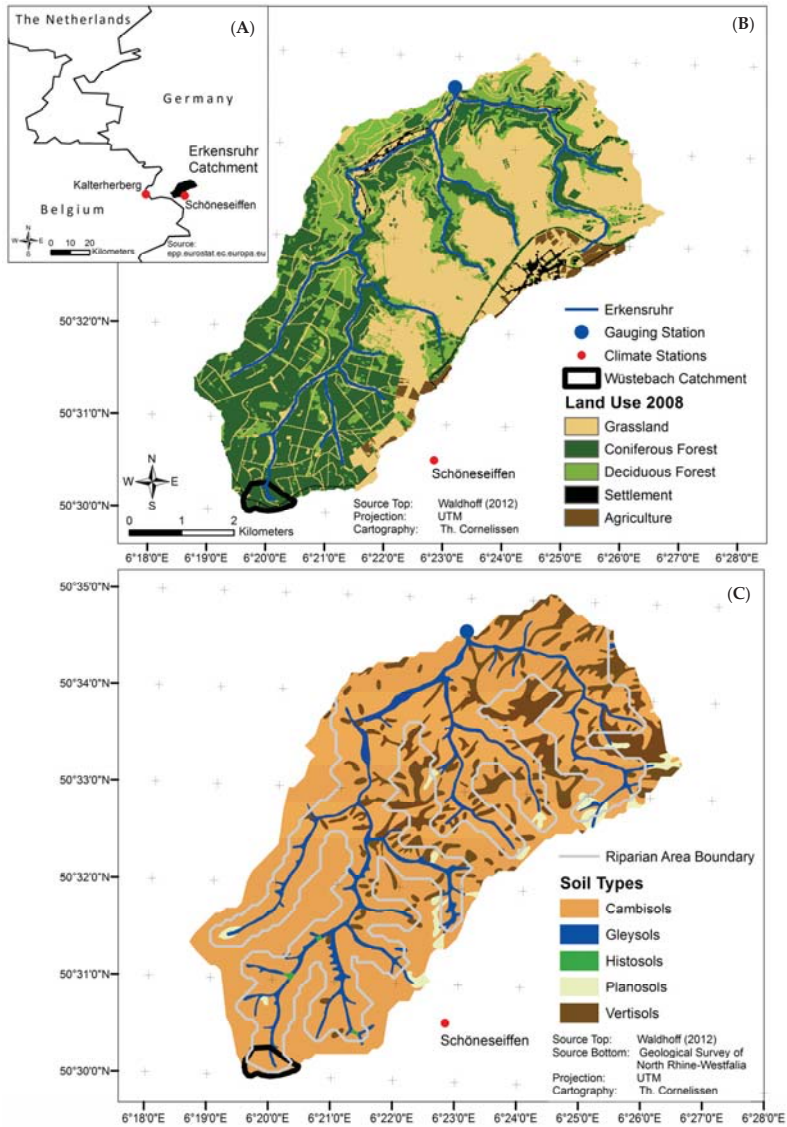 The Netherlands
(A)
Germany
Erkensruhr
Catchment
Kalterherberg
Schöneseiffen
Belgium
N
W E
S
0 10 20
Kilometers
Source:
epp.eurostat.ec.europa.eu
(B)
50°32'0"N
50°31'0"N
50°30'0"N
Erkensruhr
Gauging Station
Climate Stations
Wüstebach Catchment
Land Use 2008
Grassland
Coniferous Forest
Deciduous Forest
Settlement
Agriculture
Schöneseiffen
N
W E
S
0 1 2
Kilometers
Source Top: Waldhoff (2012)
Projection: UTM
Cartography: Th. Cornelissen
6°18'0"E 6°19'0"E 6°20'0"E 6°21'0"E 6°22'0"E 6°23'0"E 6°24'0"E 6°25'0"E 6°26'0"E 6°27'0"E 6°28'0"E
(C)
50°35'0"N
50°34'0"N
50°33'0"N
50°32'0"N
50°31'0"N
50°30'0"N
Riparian Area Boundary
Soil Types
Cambisols
Gleysols
Histosols
Planosols
Vertisols
Schöneseiffen
Source Top: Waldhoff (2012)
Source Bottom: Geological Survey of
North Rhine-Westfalia
Projection: UTM
Cartography: Th. Cornelissen
6°18'0"E 6°19'0"E 6°20'0"E 6°21'0"E 6°22'0"E 6°23'0"E 6°24'0"E 6°25'0"E 6°26'0"E 6°27'0"E 6°28'0"E